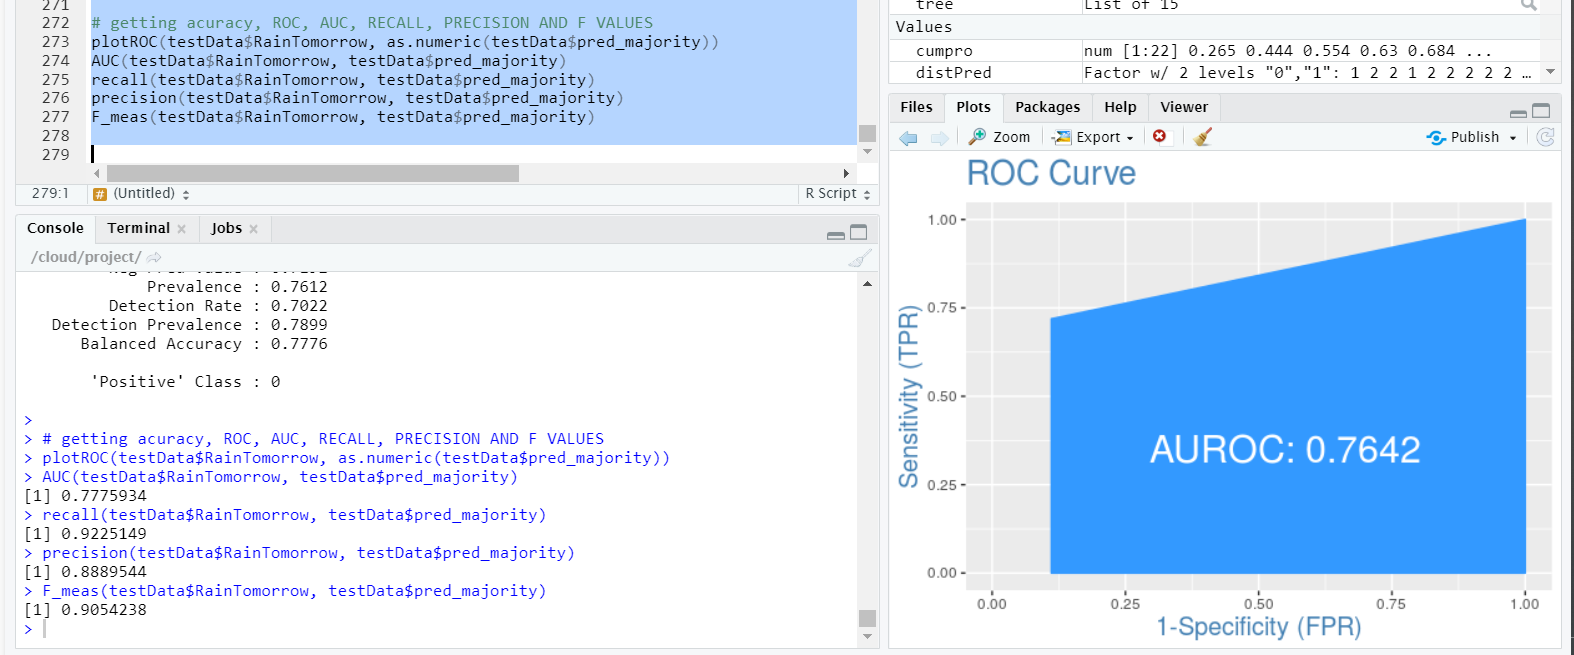 271
272 # getting acuracy, ROC, AUC, RECALL, PRECISION AND F VALUES
273 plotROC(testData$RainTomorrow, as.numeric(testData$pred_majority))
274 AUC(testData$RainTomorrow, testData$pred_majority)
275 recall(testData$RainTomorrow, testData$pred_majority)
276 precision(testData$RainTomorrow, testData$pred_majority)
277 F_meas(testData$RainTomorrow, testData$pred_majority)
278
279
279:1 # (Untitled) R Script
Console Terminal Jobs
/cloud/project/
Prevalence : 0.7612
Detection Rate : 0.7022
Detection Prevalence : 0.7899
Balanced Accuracy : 0.7776
'Positive' Class : 0
>
> # getting acuracy, ROC, AUC, RECALL, PRECISION AND F VALUES
> plotROC(testData$RainTomorrow, as.numeric(testData$pred_majority))
> AUC(testData$RainTomorrow, testData$pred_majority)
[1] 0.7775934
> recall(testData$RainTomorrow, testData$pred_majority)
[1] 0.9225149
> precision(testData$RainTomorrow, testData$pred_majority)
[1] 0.8889544
> F_meas(testData$RainTomorrow, testData$pred_majority)
[1] 0.9054238
>
tree List of 15
Values
cumpro num [1:22] 0.265 0.444 0.554 0.63 0.684 ...
distPred Factor w/ 2 levels "0","1": 1 2 2 1 2 2 2 2 2 …
Files Plots Packages Help Viewer
Zoom Export Publish
ROC Curve
1.00
0.75
0.50
0.25
0.00
Sensitivity (TPR)
AUROC: 0.7642
0.00 0.25 0.50 0.75 1.00
1-Specificity (FPR)